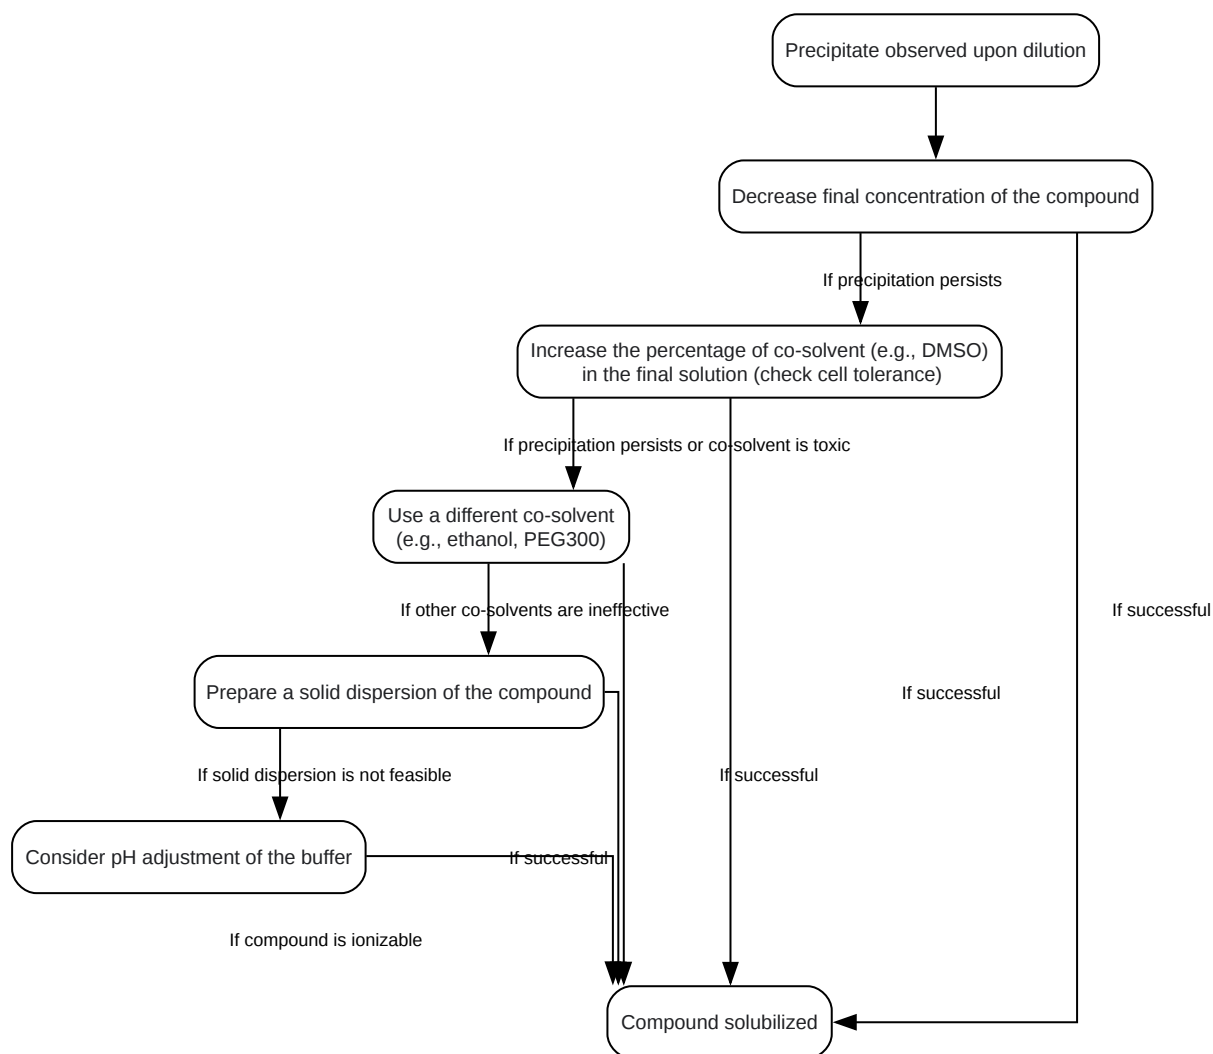 Precipitate observed upon dilution
Decrease final concentration of the compound
If precipitation persists
Increase the percentage of co-solvent (e.g., DMSO)
in the final solution (check cell tolerance)
If precipitation persists or co-solvent is toxic
Use a different co-solvent
(e.g., ethanol, PEG300)
If other co-solvents are ineffective
If successful
Prepare a solid dispersion of the compound
If successful
If solid dispersion is not feasible
If successful
Consider pH adjustment of the buffer
If successful
If compound is ionizable
Compound solubilized